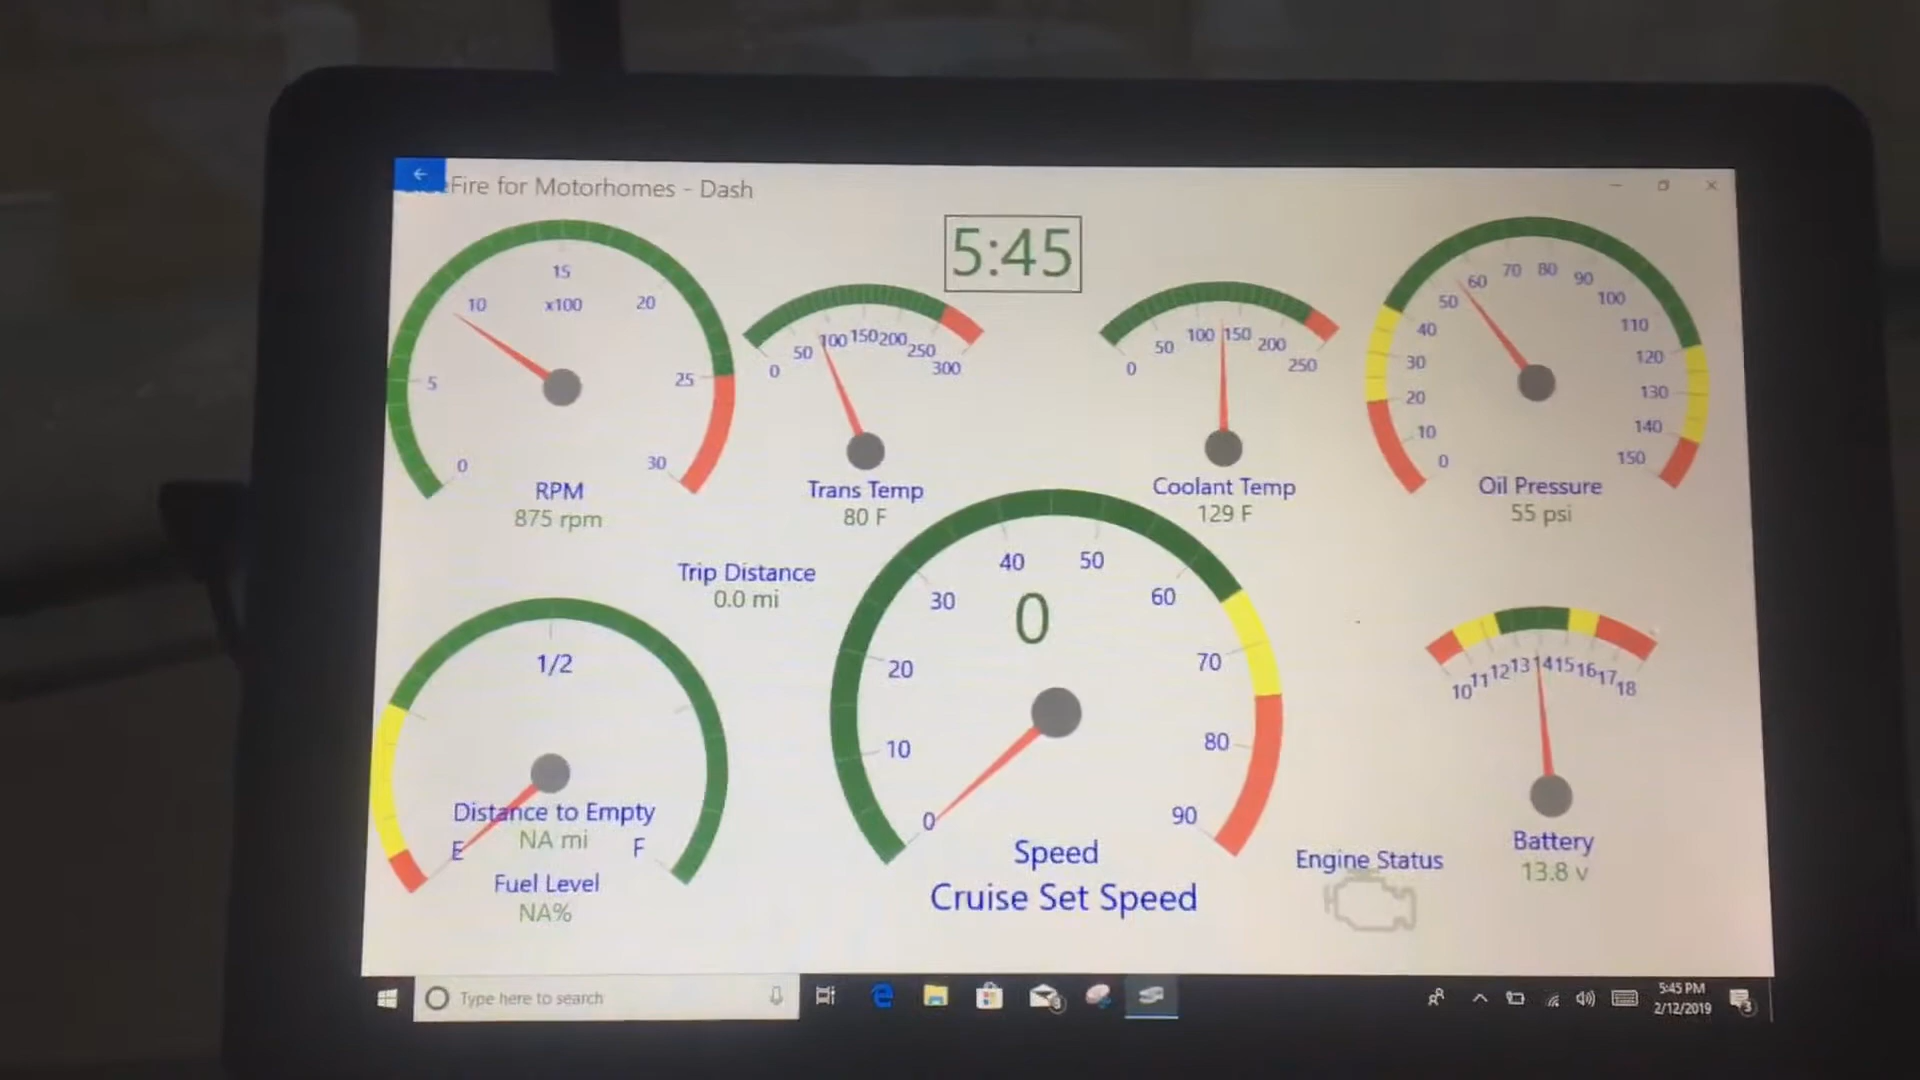 Fire for Motorhomes - Dash
5:45
15
10
x100
20
5
25
0
30
RPM
875 rpm
0
50
100
150
200
250
300
Trans Temp
80 F
0
50
100
150
200
250
Coolant Temp
129 F
0
10
20
30
40
50
60
70
80
90
100
110
120
130
140
150
Oil Pressure
55 psi
Trip Distance
0.0 mi
1/2
Distance to Empty
NA mi
E
F
Fuel Level
NA%
0
10
20
30
40
50
60
70
80
90
0
Speed
Cruise Set Speed
Engine Status
10
11
12
13
14
15
16
17
18
Battery
13.8 v
Type here to search
3
5:45 PM
2/12/2019
3